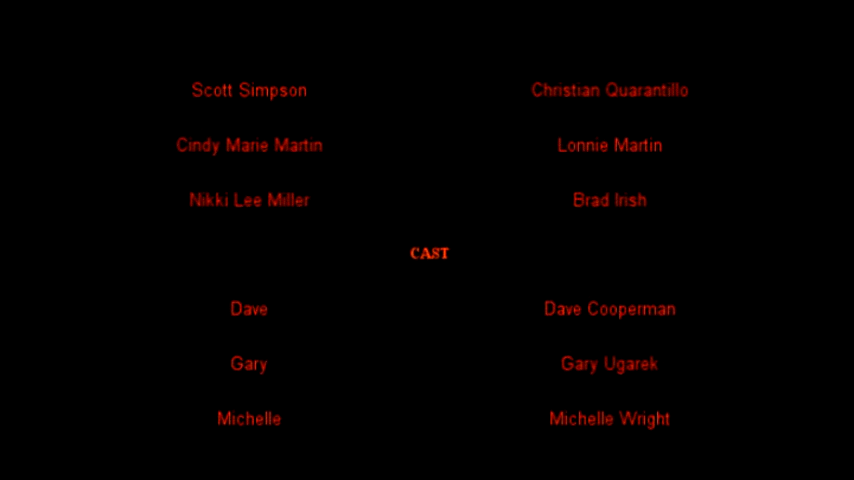 Scott Simpson Christian Quarantillo
Cindy Marie Martin Lonnie Martin
Nikki Lee Miller Brad Irish
CAST
Dave Dave Cooperman
Gary Gary Ugarek
Michelle Michelle Wright